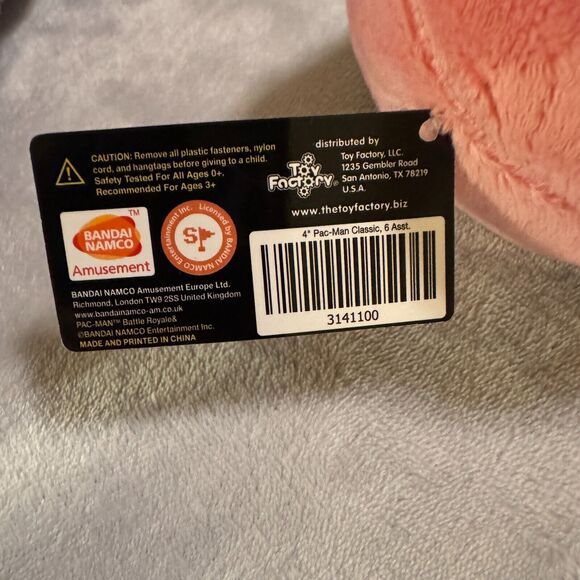 CAUTION: Remove all plastic fasteners, nylon
cord, and hangtags before giving to a child.
Safety Tested For All Ages 0+.
Recommended For Ages 3+
BANDAI
NAMCO
TM
Amusement
Licensed by BANDAI NAMCO Entertainment Inc.
BANDAI NAMCO Amusement Europe Ltd.
Richmond, London TW9 2SS United Kingdom
www.bandainamco-am.co.uk
PAC-MAN™ Battle Royale&
©BANDAI NAMCO Entertainment Inc.
MADE AND PRINTED IN CHINA
distributed by
Toy
Factory®
Toy Factory, LLC.
1235 Gembler Road
San Antonio, TX 78219
U.S.A.
www.thetoyfactory.biz
4" Pac-Man Classic, 6 Asst.
3141100